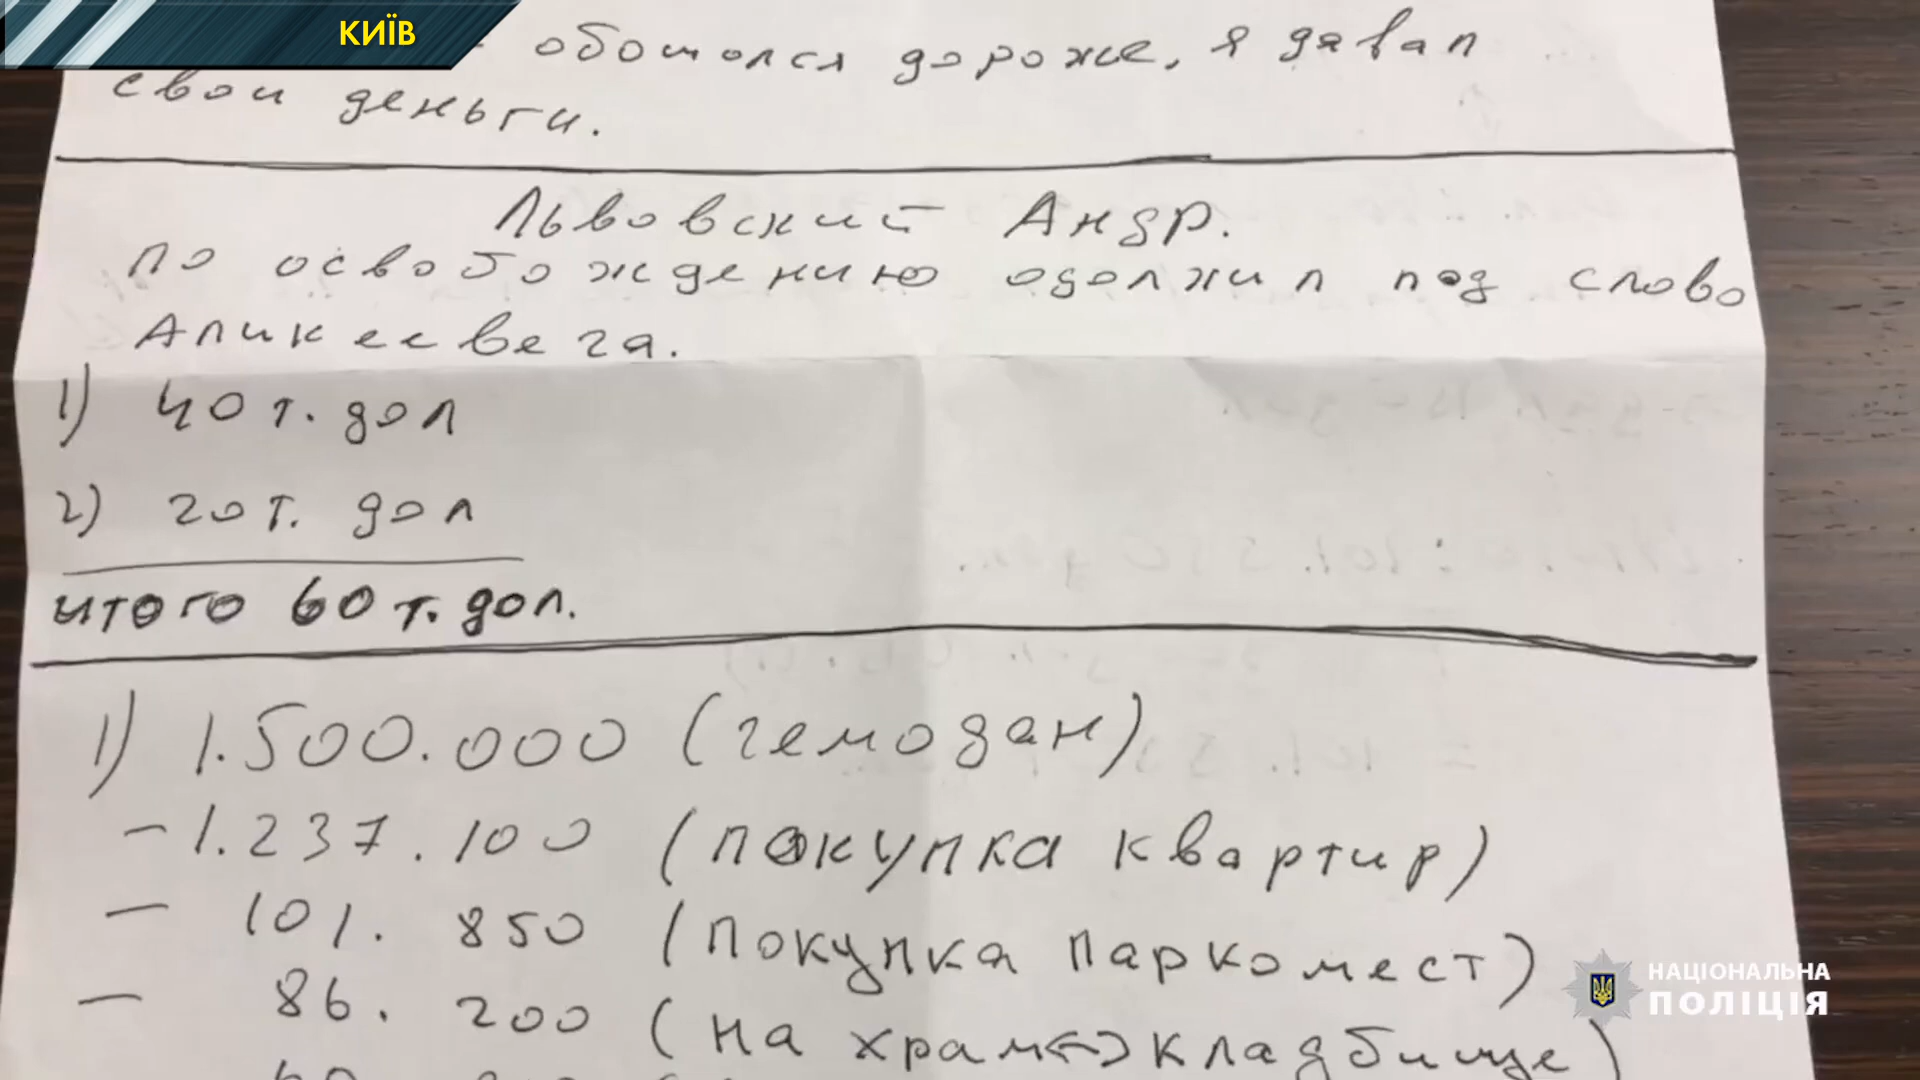 КИЇВ
обошолся дороже, я давал
свои деньги.
Львовский Андр.
по освобождению одолжил под слово
Апикесвега.
1) 40 т. дол
2) 20 т. дол
итого 60 т. дол.
1) 1.500.000 (чемодан)
- 1.237.100 (покупка квартир)
- 101. 850 (покупка паркомест)
- 86. 200 (на храм кладбище)
НАЦІОНАЛЬНА
ПОЛІЦІЯ